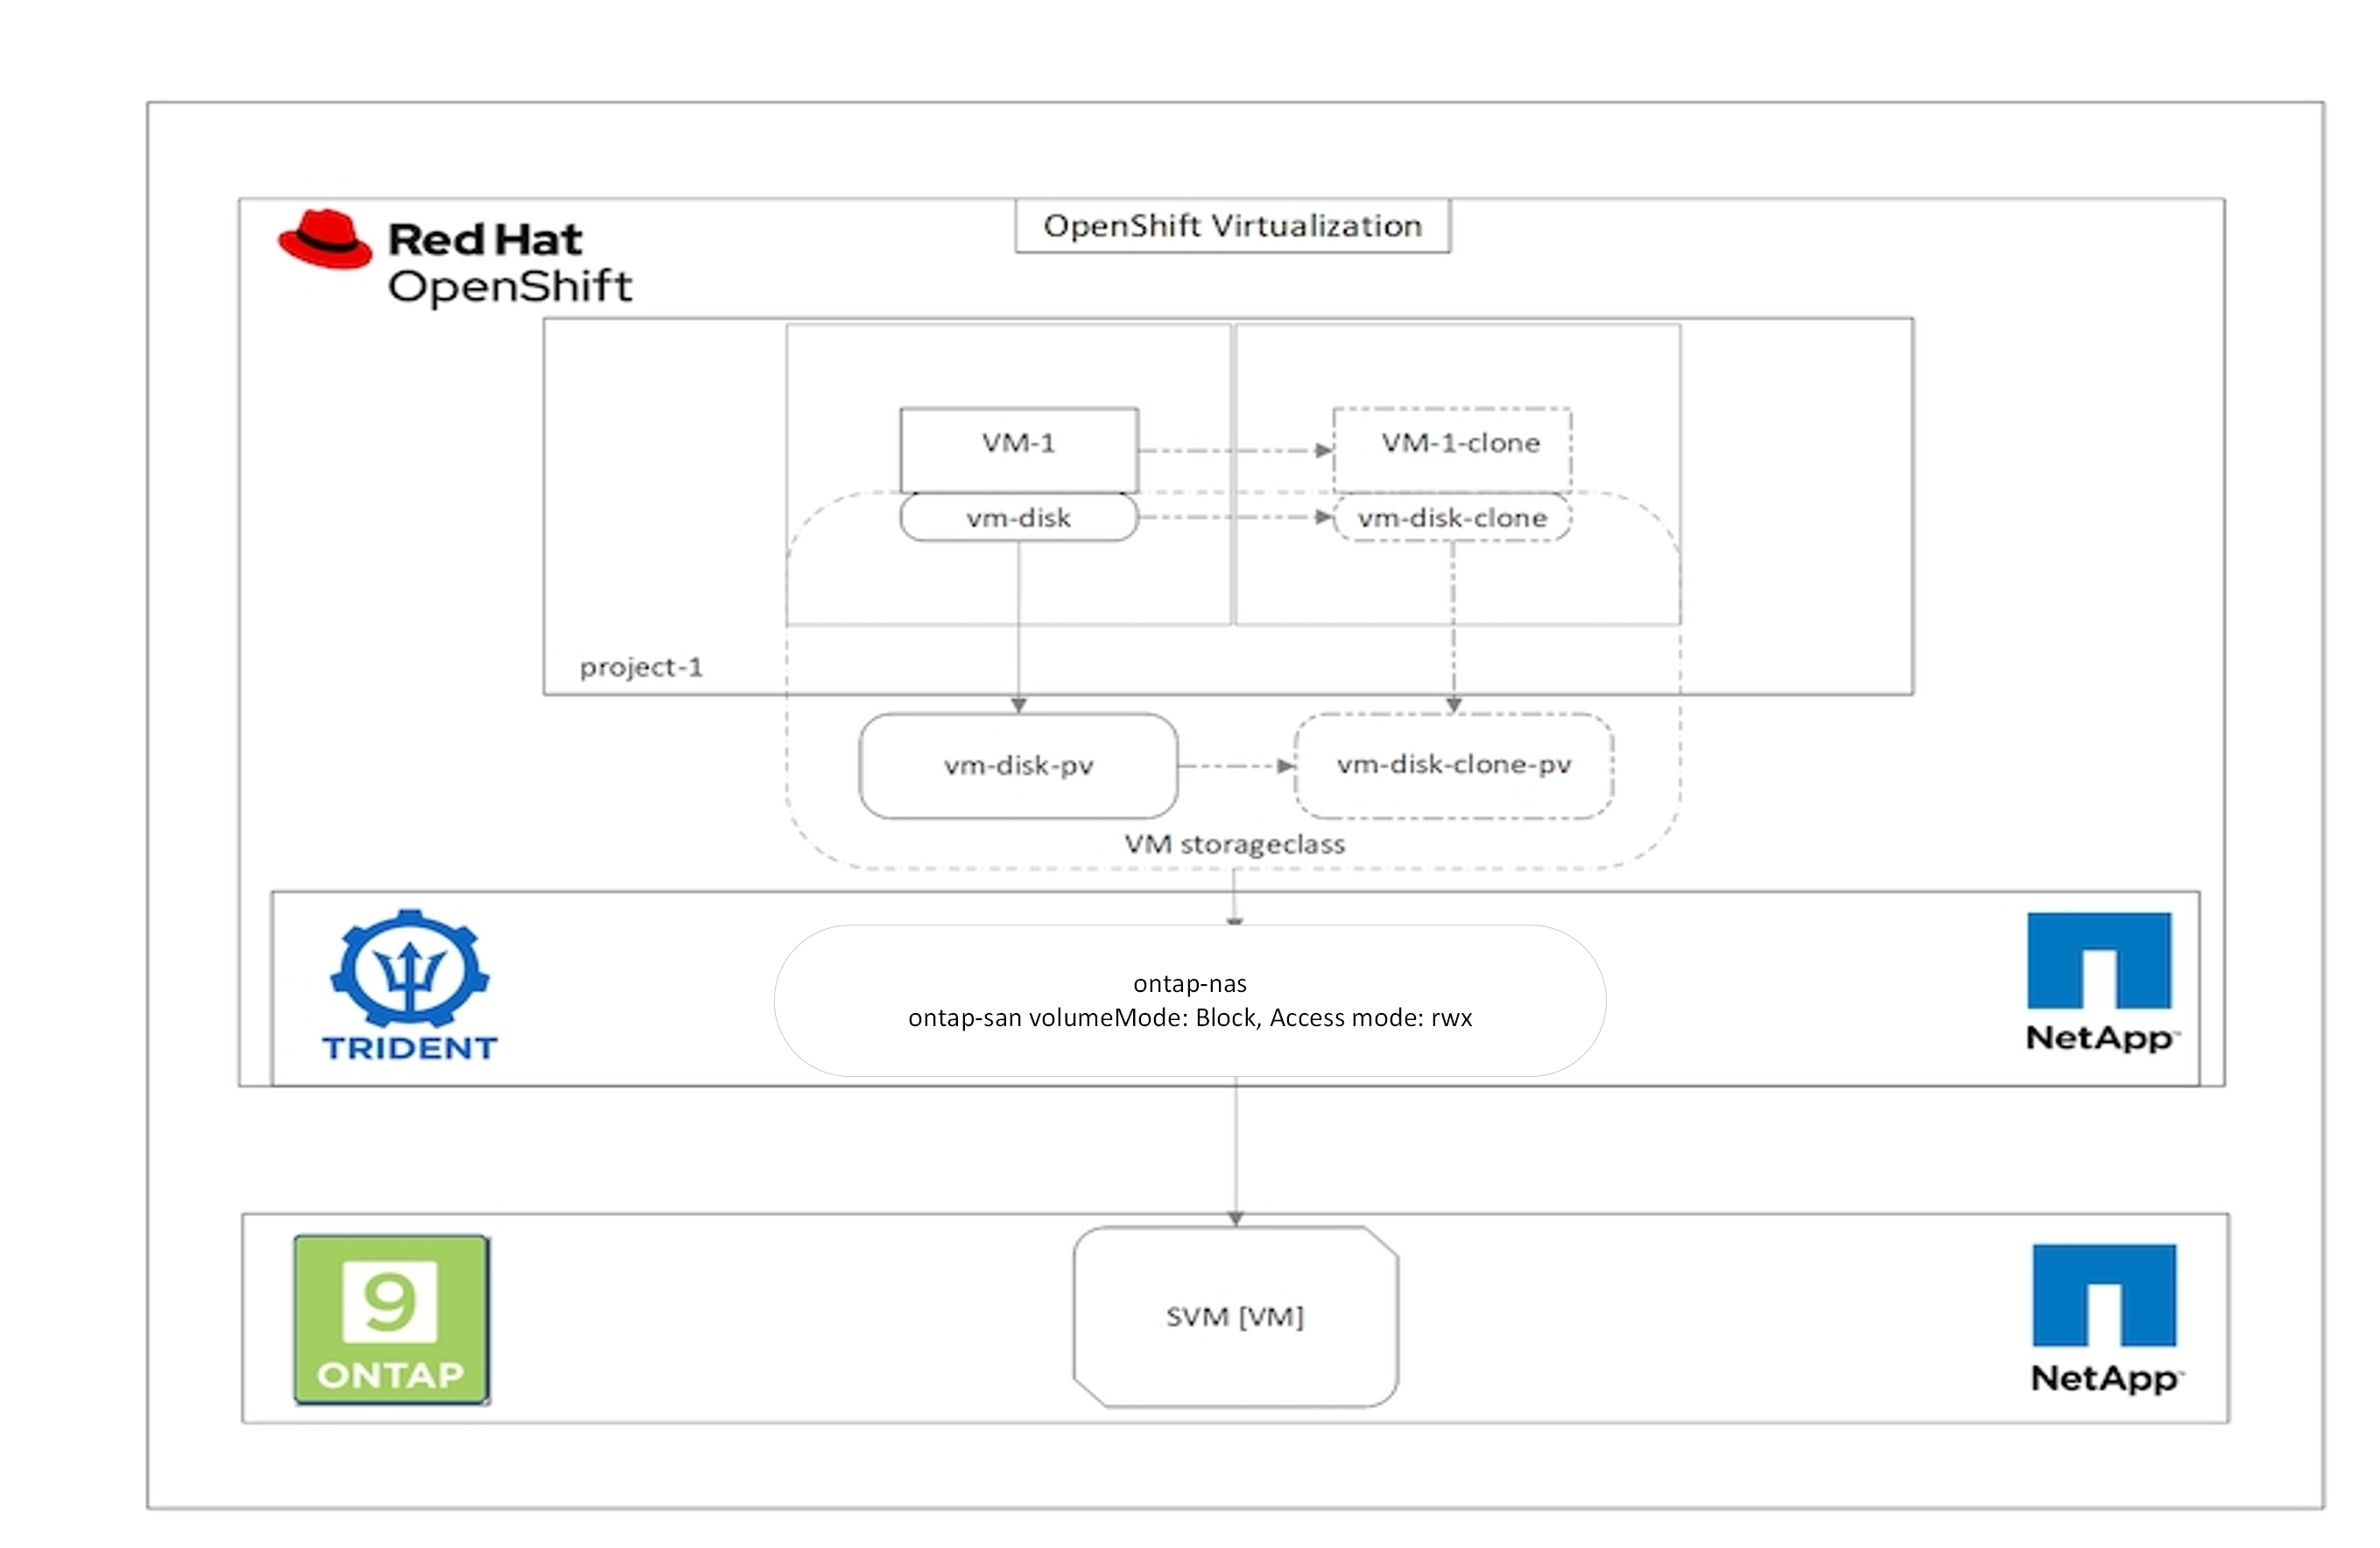 OpenShift Virtualization
Red Hat
OpenShift
VM-1
VM-1-clone
vm-disk
vm-disk-clone
project-1
vm-disk-pv
vm-disk-clone-pv
VM storageclass
TRIDENT
ontap-nas
ontap-san volumeMode: Block, Access mode: rwx
NetApp™
9
ONTAP
SVM [VM]
NetApp™